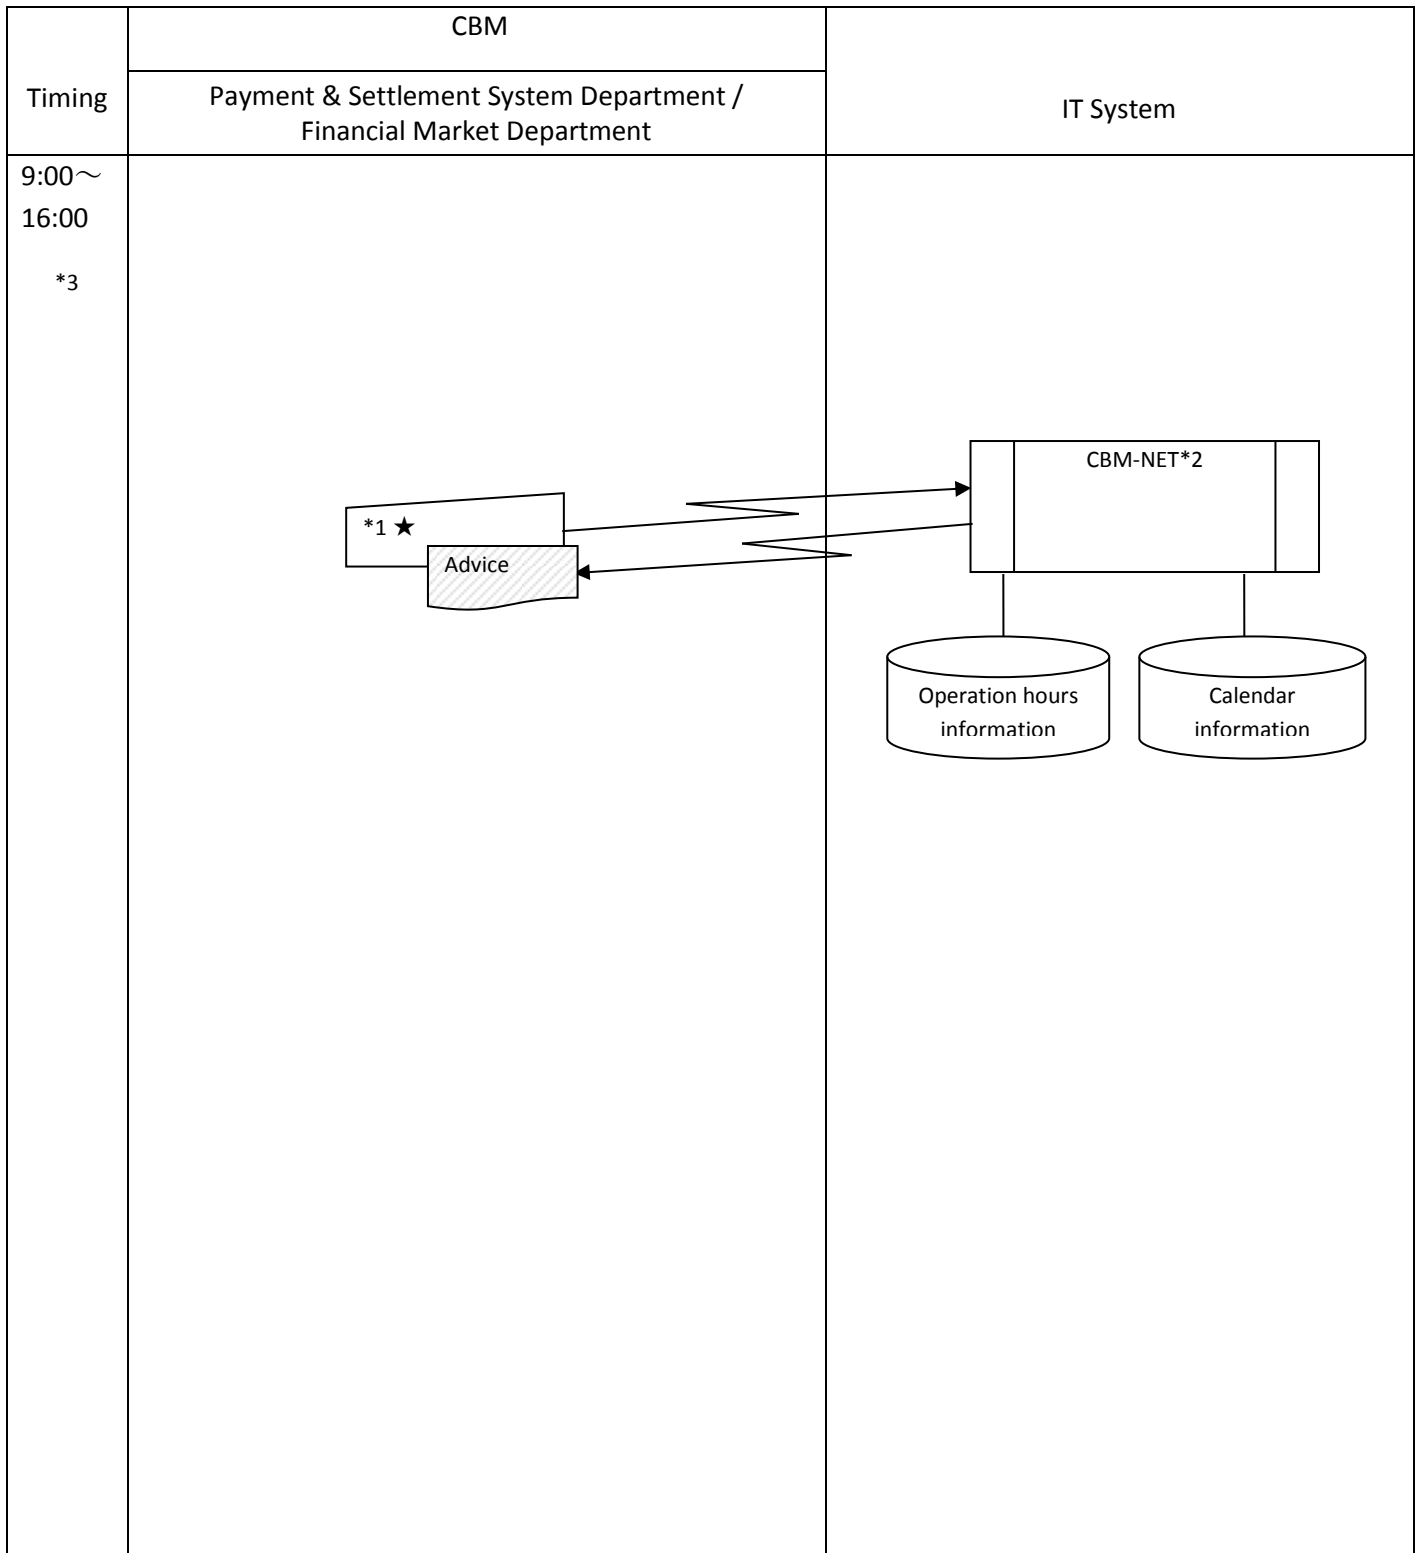 CBM
Timing
Payment & Settlement System Department /
Financial Market Department
IT System
9:00～
16:00
*3
CBM-NET*2
*1 ★
Advice
Operation hours
information
Calendar
information